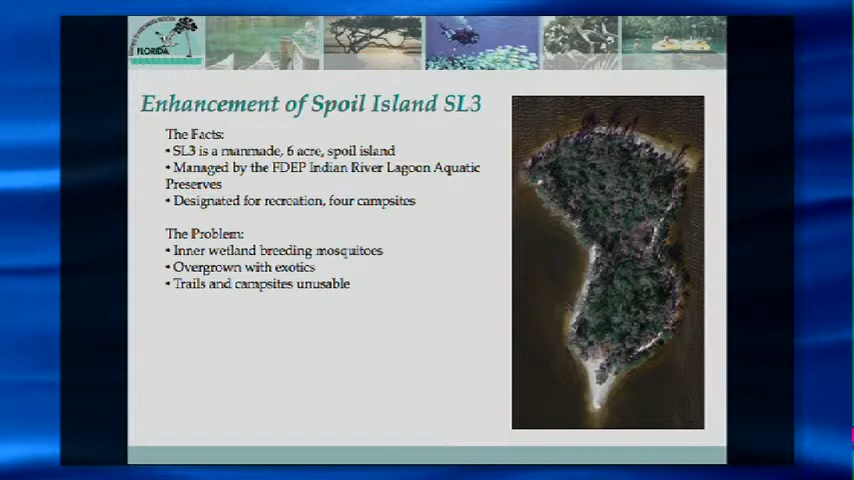 FLORIDA
Enhancement of Spoil Island SL3
The Facts:
• SL3 is a manmade, 6 acre, spoil island
• Managed by the FDEP Indian River Lagoon Aquatic
Preserves
• Designated for recreation, four campsites
The Problem:
• Inner wetland breeding mosquitoes
• Overgrown with exotics
• Trails and campsites unusable